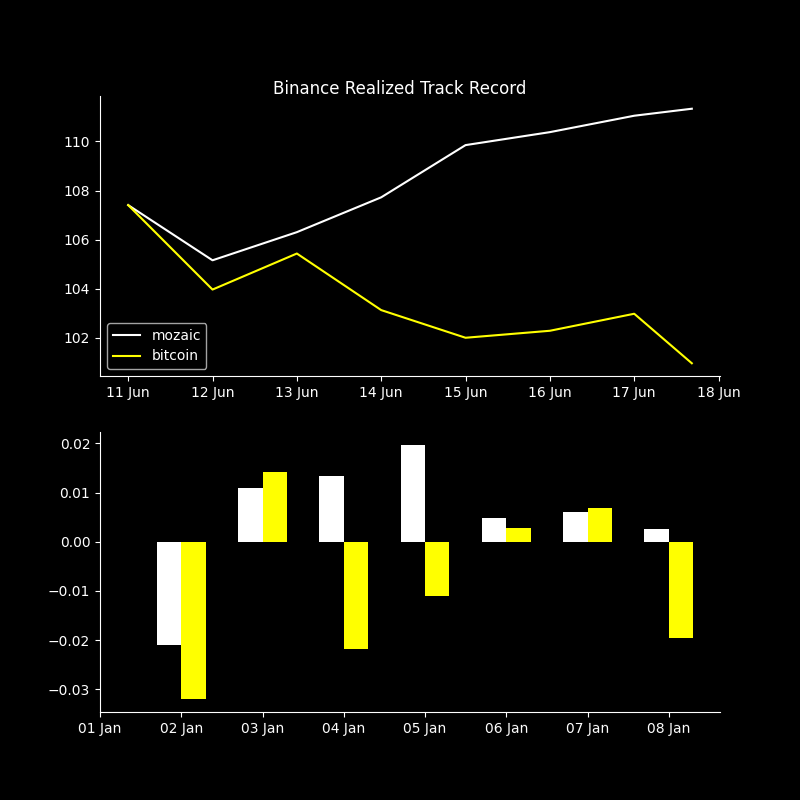 Binance Realized Track Record
110
108
106
104
102
mozaic
bitcoin
11 Jun 12 Jun 13 Jun 14 Jun 15 Jun 16 Jun 17 Jun 18 Jun
0.02
0.01
0.00
−0.01
−0.02
−0.03
01 Jan 02 Jan 03 Jan 04 Jan 05 Jan 06 Jan 07 Jan 08 Jan